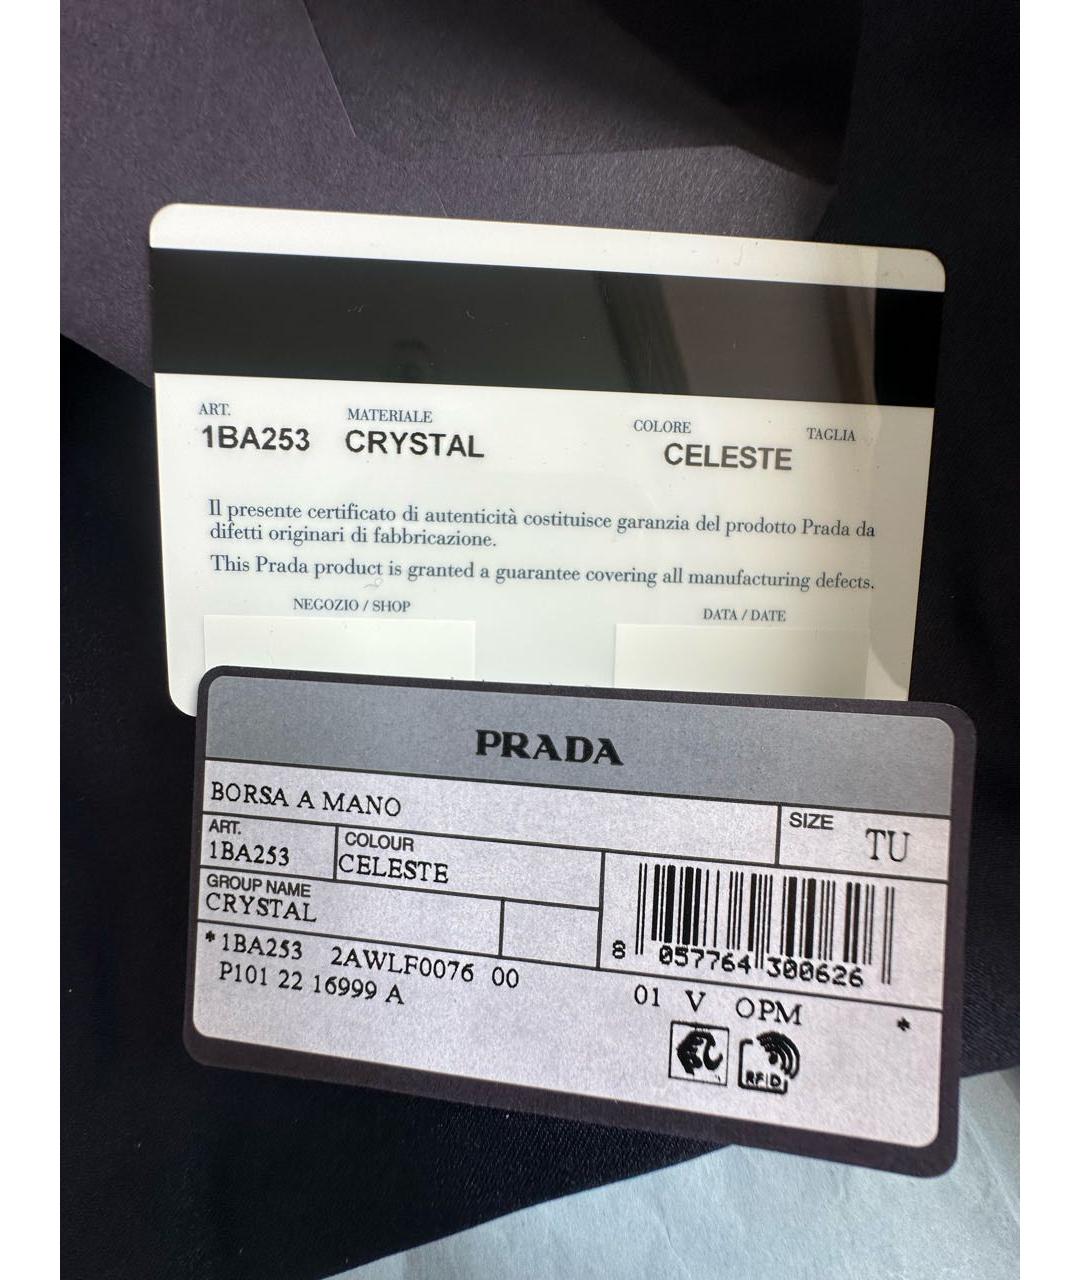 ART. MATERIALE COLORE TAGLIA
1BA253 CRYSTAL CELESTE
Il presente certificato di autenticità costituisce garanzia del prodotto Prada da
difetti originari di fabbricazione.
This Prada product is granted a guarantee covering all manufacturing defects.
NEGOZIO / SHOP DATA / DATE
PRADA
BORSA A MANO
SIZE TU
ART. COLOUR
1BA253 CELESTE
GROUP NAME
CRYSTAL
8 057764 300626
*1BA253 2AWLF0076 00
P101 22 16999 A
01 V OPM *
RFID